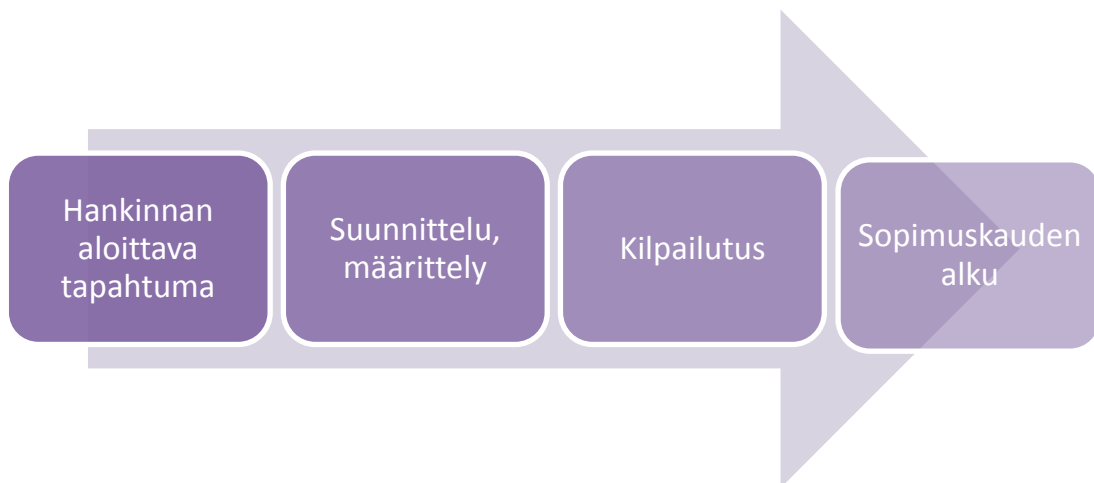 Hankinnan
aloittava
tapahtuma
Suunnittelu,
määrittely
Kilpailutus
Sopimuskauden
alku